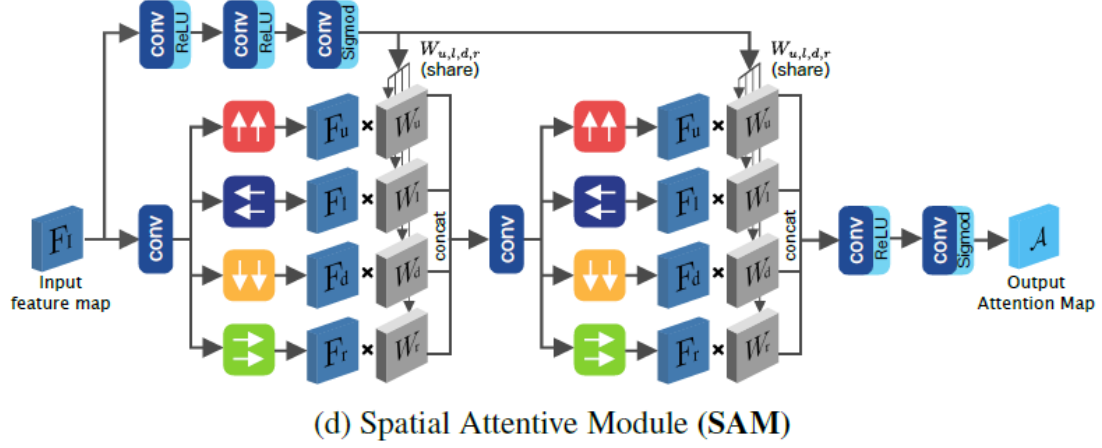 conv
ReLU
conv
ReLU
conv
Sigmod
W_{u,l,d,r}
(share)
W_{u,l,d,r}
(share)
F_u × W_u
F_u × W_u
F_l × W_l
F_l × W_l
F_I
Input
feature map
conv
concat
conv
concat
conv
ReLU
conv
Sigmod
A
Output
Attention Map
F_d × W_d
F_d × W_d
F_r × W_r
F_r × W_r
(d) Spatial Attentive Module (SAM)